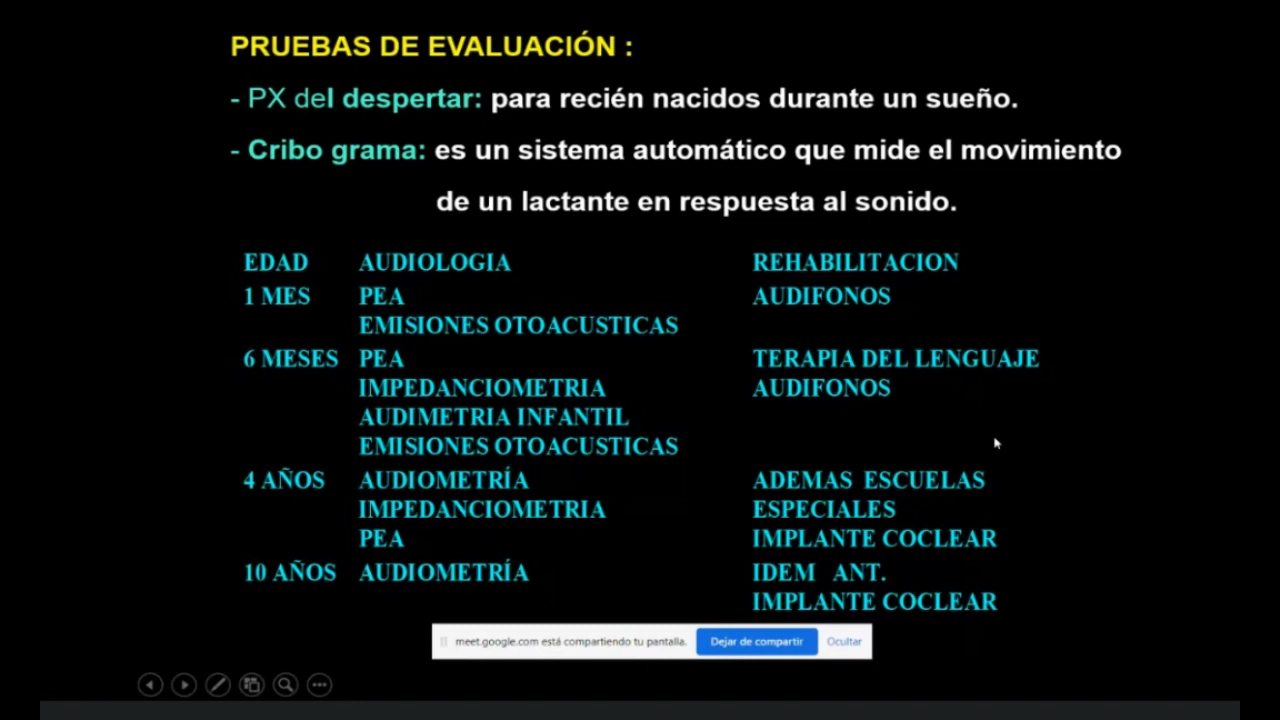 PRUEBAS DE EVALUACIÓN :
- PX del despertar: para recién nacidos durante un sueño.
- Cribo grama: es un sistema automático que mide el movimiento
de un lactante en respuesta al sonido.
EDAD AUDIOLOGIA REHABILITACION
1 MES PEA AUDIFONOS
EMISIONES OTOACUSTICAS
6 MESES PEA TERAPIA DEL LENGUAJE
IMPEDANCIOMETRIA AUDIFONOS
AUDIMETRIA INFANTIL
EMISIONES OTOACUSTICAS
4 AÑOS AUDIOMETRÍA ADEMAS ESCUELAS
IMPEDANCIOMETRIA ESPECIALES
PEA IMPLANTE COCLEAR
10 AÑOS AUDIOMETRÍA IDEM ANT.
IMPLANTE COCLEAR
meet.google.com está compartiendo tu pantalla. Dejar de compartir Ocultar